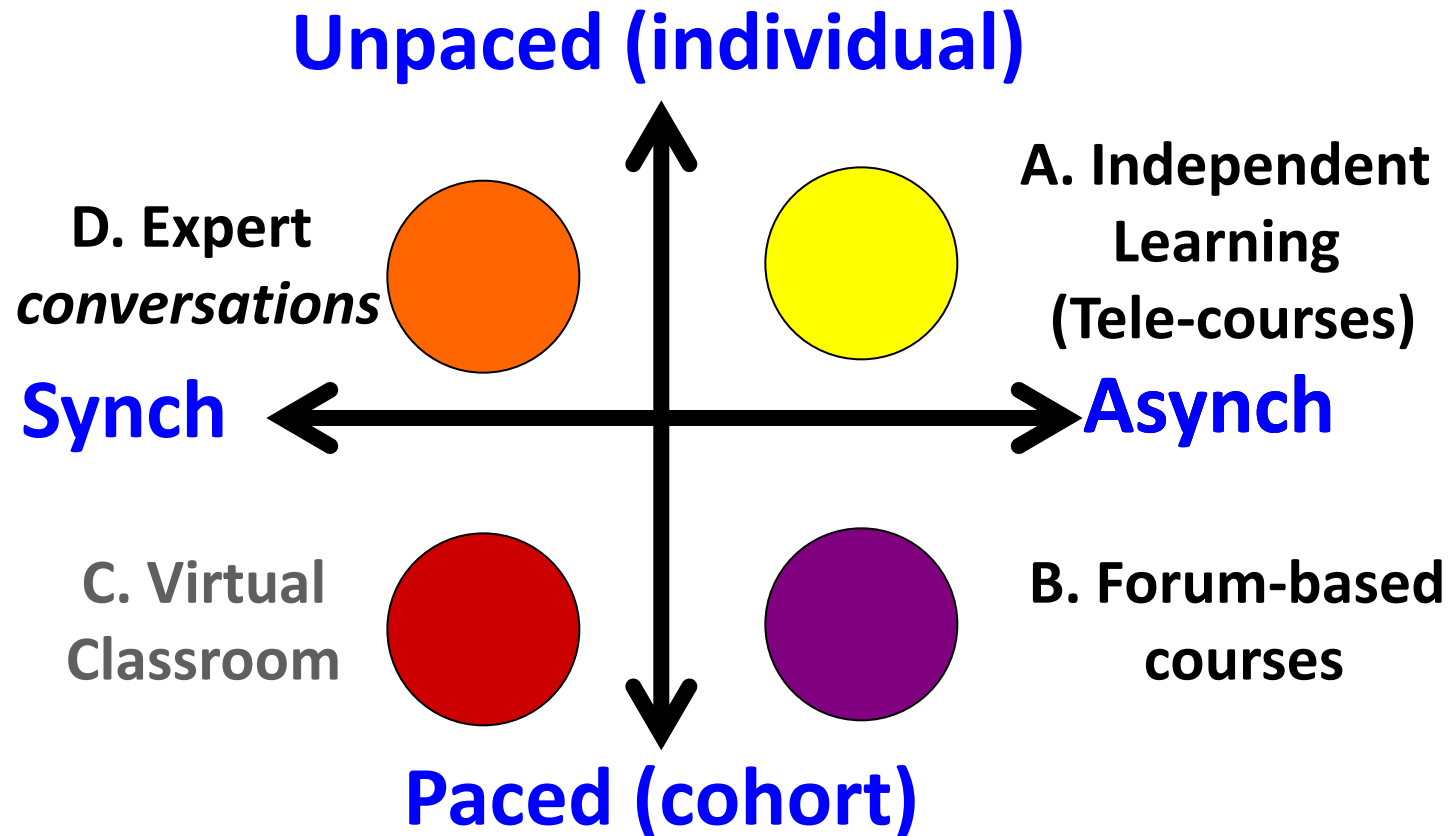 Unpaced (individual)
A. Independent
Learning
(Tele-courses)
D. Expert
conversations
Synch
Asynch
C. Virtual
Classroom
B. Forum-based
courses
Paced (cohort)